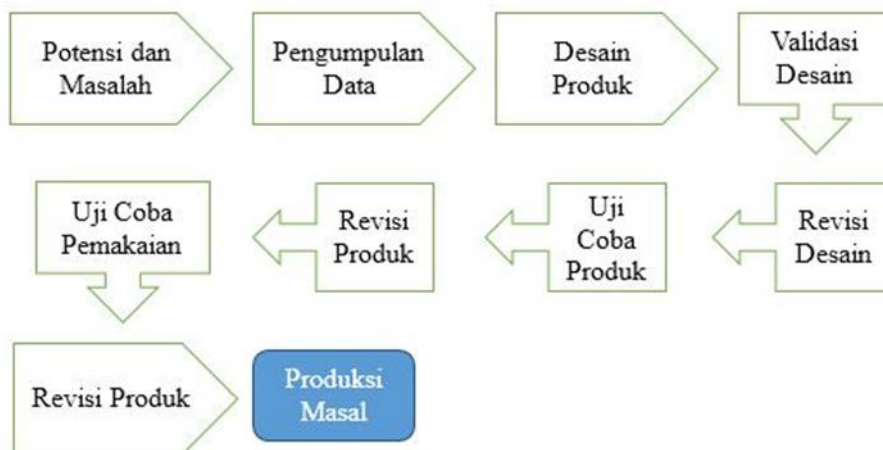 Potensi dan
Masalah
Pengumpulan
Data
Desain
Produk
Validasi
Desain
Revisi
Desain
Uji
Coba
Produk
Revisi
Produk
Uji Coba
Pemakaian
Revisi Produk
Produksi
Masal